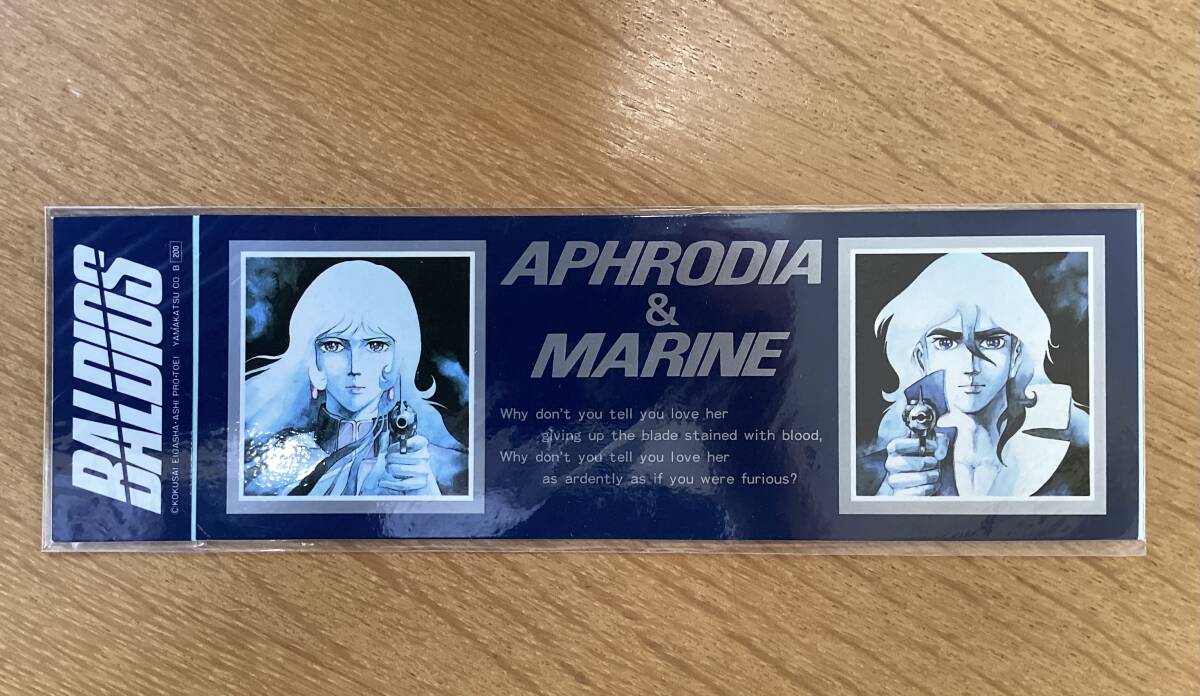 BALDIOS
©KOKUSAI EIGASHA・ASHI PRO・TOEI YAMAKATSU CO. B 200
APHRODIA
&
MARINE
Why don't you tell you love her
giving up the blade stained with blood,
Why don't you tell you love her
as ardently as if you were furious?